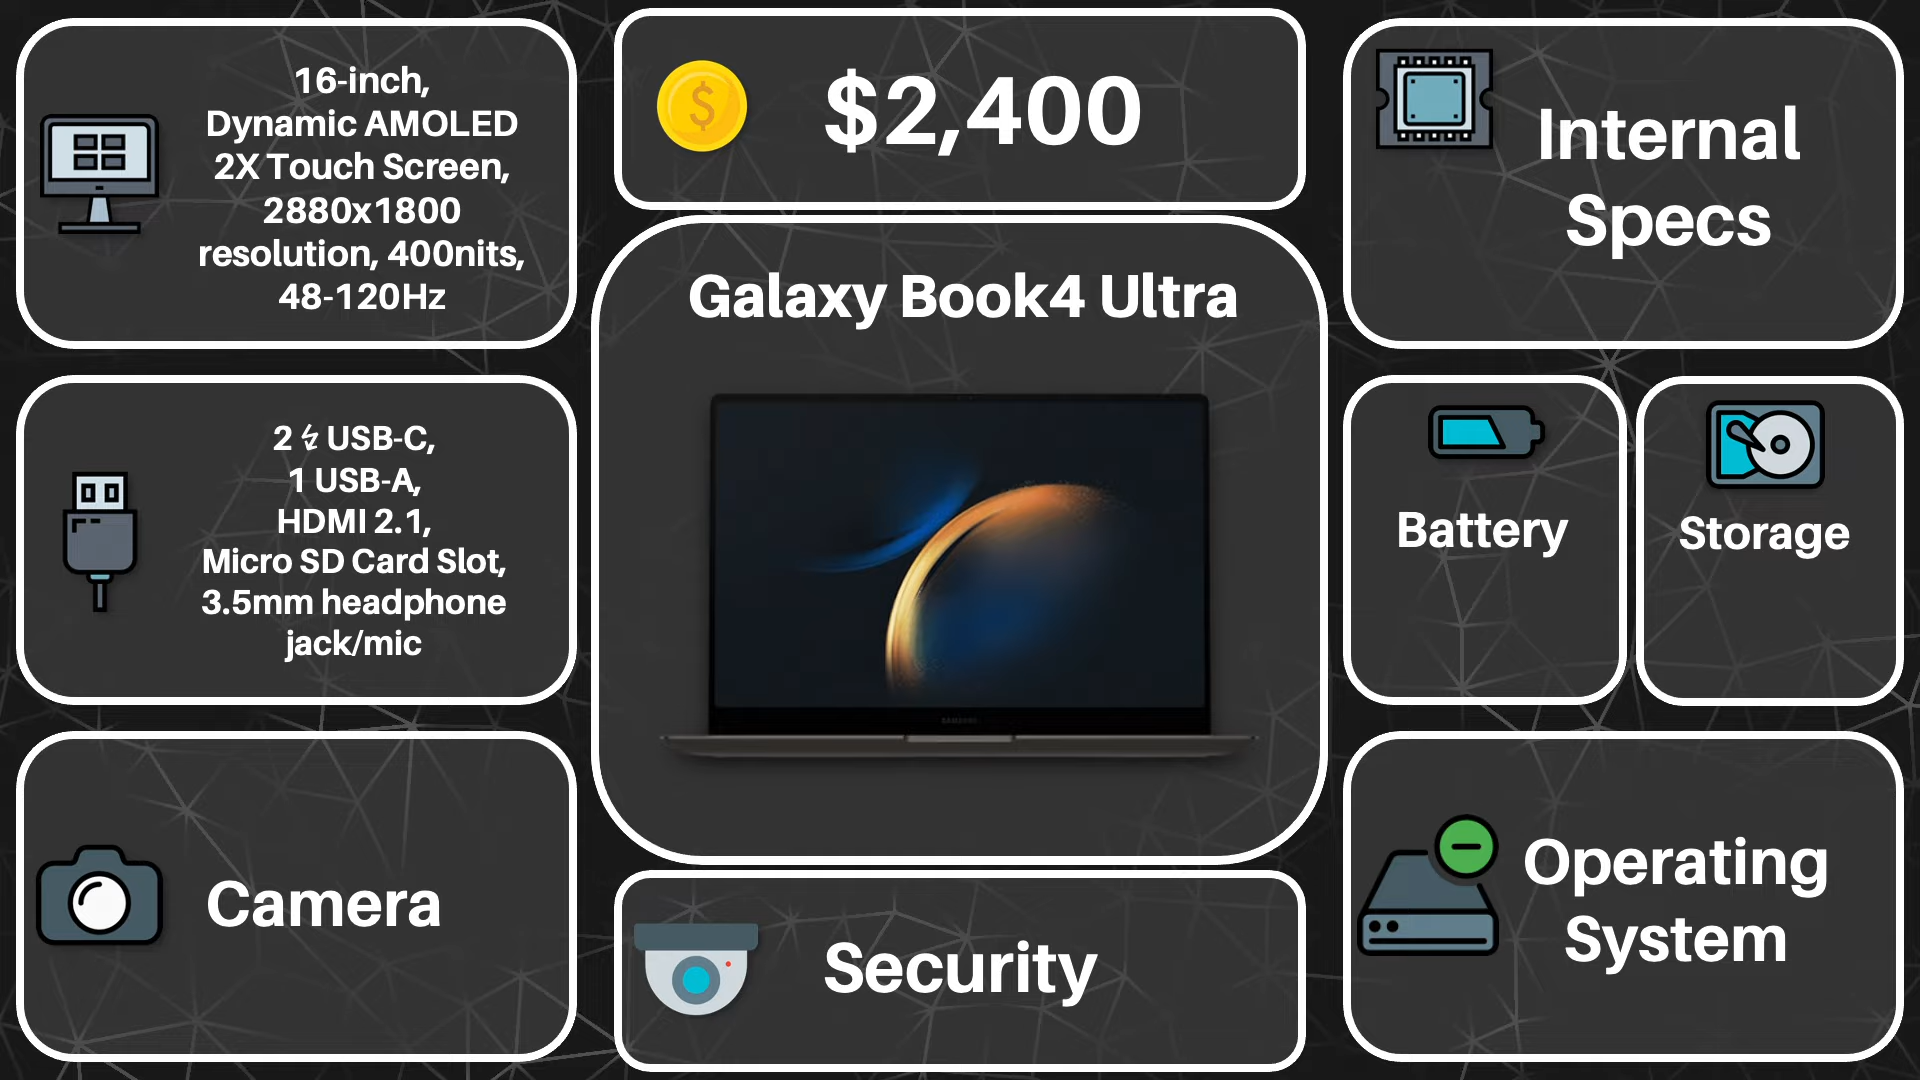 16-inch,
Dynamic AMOLED
2X Touch Screen,
2880x1800
resolution, 400nits,
48-120Hz
$2,400
Internal
Specs
Galaxy Book4 Ultra
SAMSUNG
2 ↯ USB-C,
1 USB-A,
HDMI 2.1,
Micro SD Card Slot,
3.5mm headphone
jack/mic
Battery
Storage
Camera
Security
Operating
System